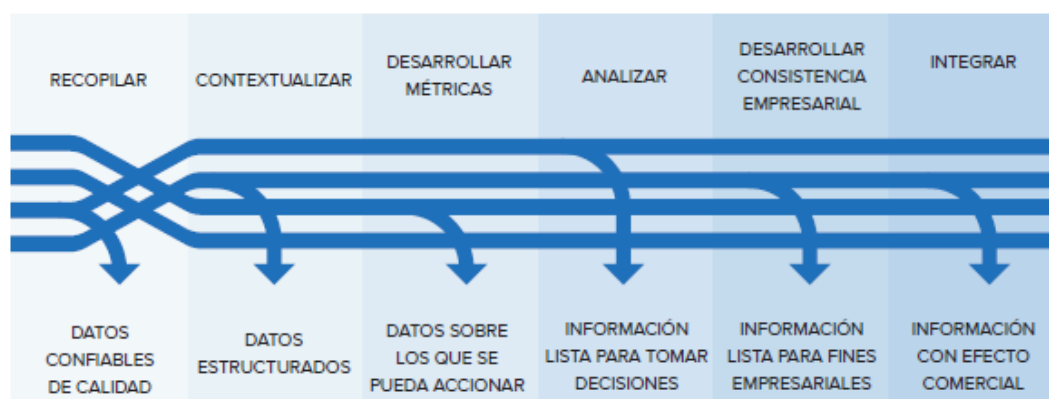 RECOPILAR
CONTEXTUALIZAR
DESARROLLAR
MÉTRICAS
ANALIZAR
DESARROLLAR
CONSISTENCIA
EMPRESARIAL
INTEGRAR
DATOS
CONFIABLES
DE CALIDAD
DATOS
ESTRUCTURADOS
DATOS SOBRE
LOS QUE SE
PUEDA ACCIONAR
INFORMACIÓN
LISTA PARA TOMAR
DECISIONES
INFORMACIÓN
LISTA PARA FINES
EMPRESARIALES
INFORMACIÓN
CON EFECTO
COMERCIAL